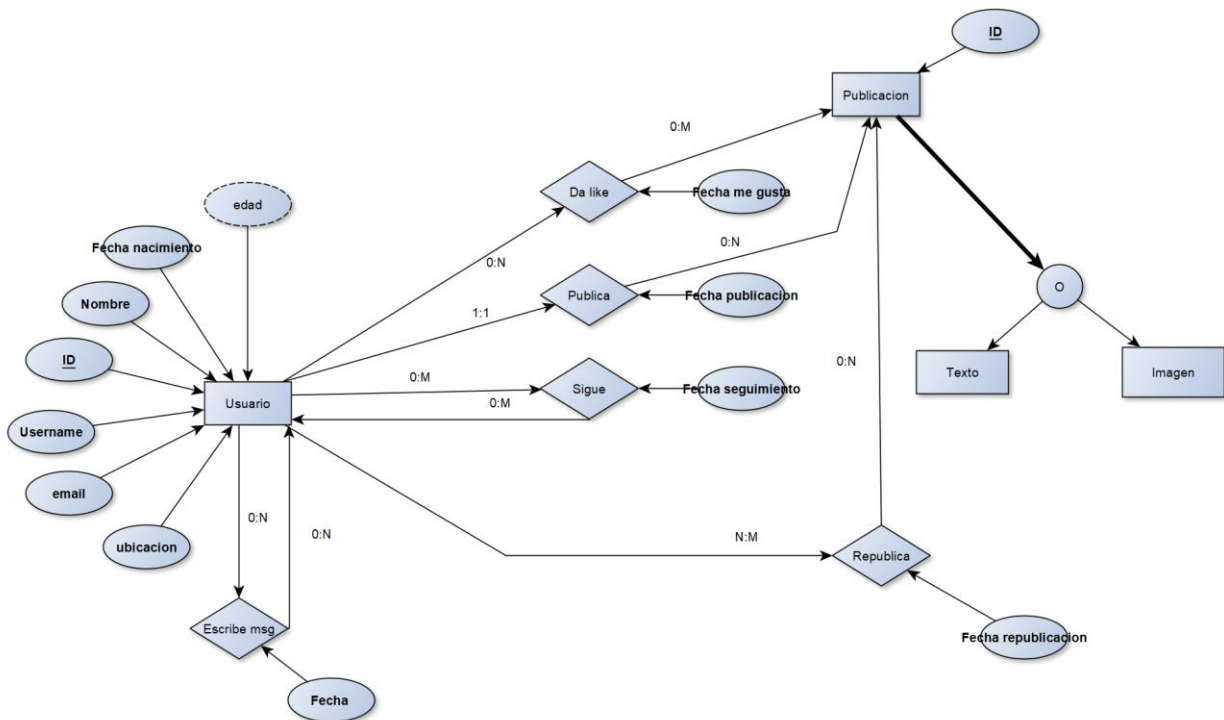 ID
Publicacion
0:M
Da like
Fecha me gusta
edad
Fecha nacimiento
0:N
0:N
Publica
Fecha publicacion
O
Nombre
1:1
ID
0:N
Texto
Imagen
0:M
Sigue
Fecha seguimiento
Usuario
0:M
Username
email
0:N
0:N
ubicacion
N:M
Republica
Escribe msg
Fecha republicacion
Fecha